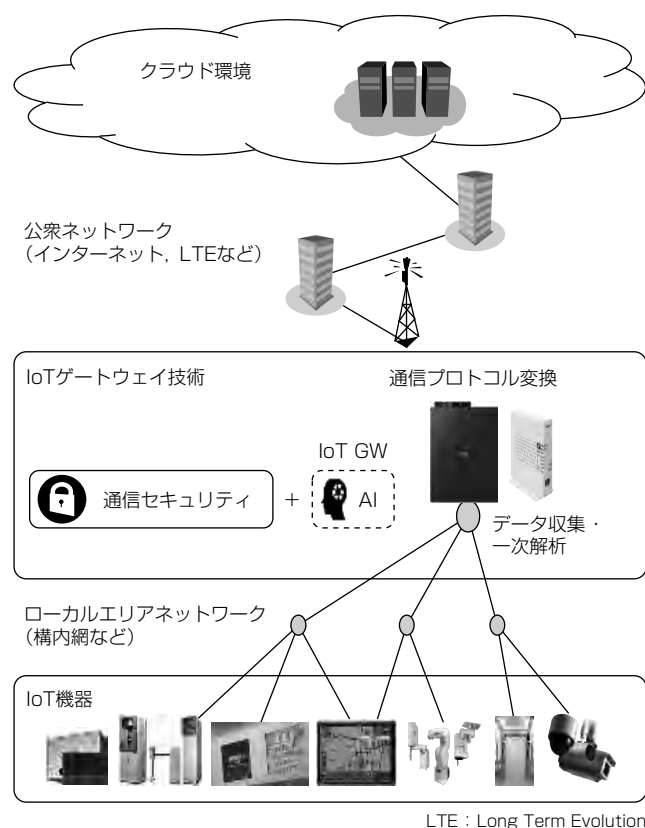 クラウド環境
公衆ネットワーク
（インターネット，LTEなど）
IoTゲートウェイ技術
通信プロトコル変換
IoT GW
通信セキュリティ
+
AI
データ収集・
一次解析
ローカルエリアネットワーク
（構内網など）
IoT機器
LTE：Long Term Evolution